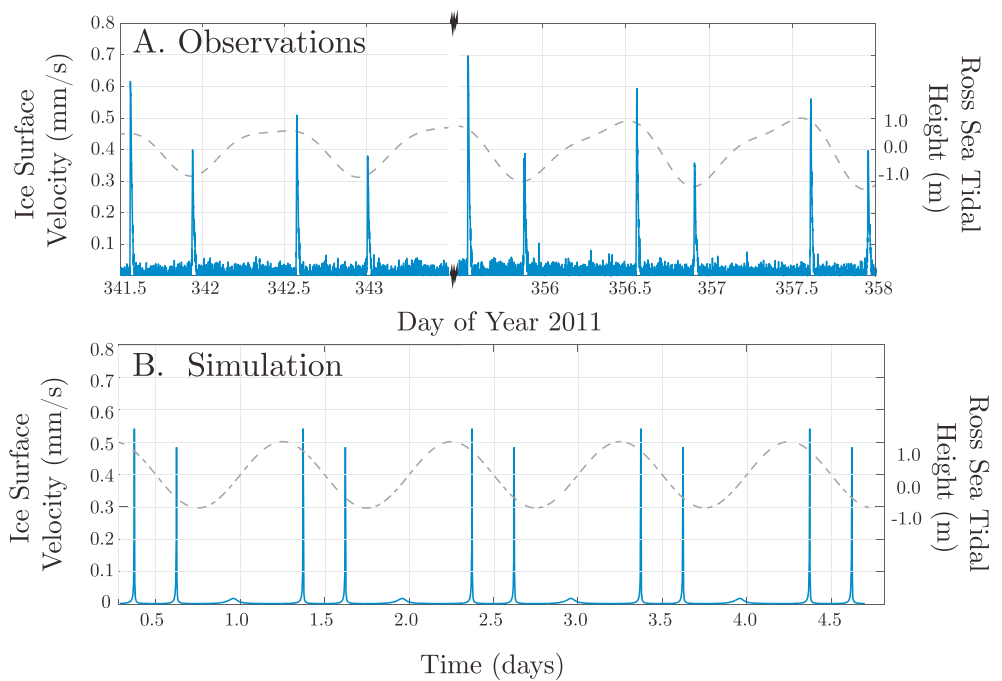 A. Observations
Ice Surface
Velocity (mm/s)
0.8
0.7
0.6
0.5
0.4
0.3
0.2
0.1
1.0
0.0
-1.0
Ross Sea Tidal
Height (m)
341.5 342 342.5 343 356 356.5 357 357.5 358
Day of Year 2011
B. Simulation
Ice Surface
Velocity (mm/s)
0.8
0.7
0.6
0.5
0.4
0.3
0.2
0.1
0
1.0
0.0
-1.0
Ross Sea Tidal
Height (m)
0.5 1.0 1.5 2.0 2.5 3.0 3.5 4.0 4.5
Time (days)